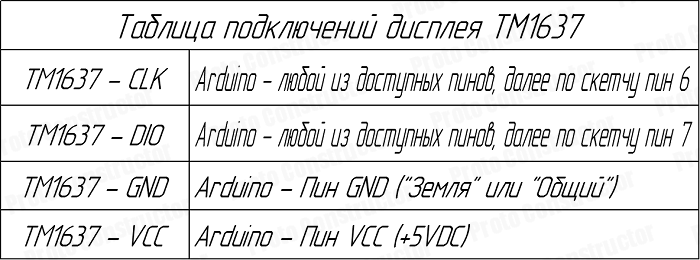 Таблица подключений дисплея TM1637
TM1637 – CLK Arduino – любой из доступных пинов, далее по скетчу пин 6
TM1637 – DIO Arduino – любой из доступных пинов, далее по скетчу пин 7
TM1637 – GND Arduino – Пин GND ("Земля" или "Общий")
TM1637 – VCC Arduino – Пин VCC (+5VDC)
Proto Constructor